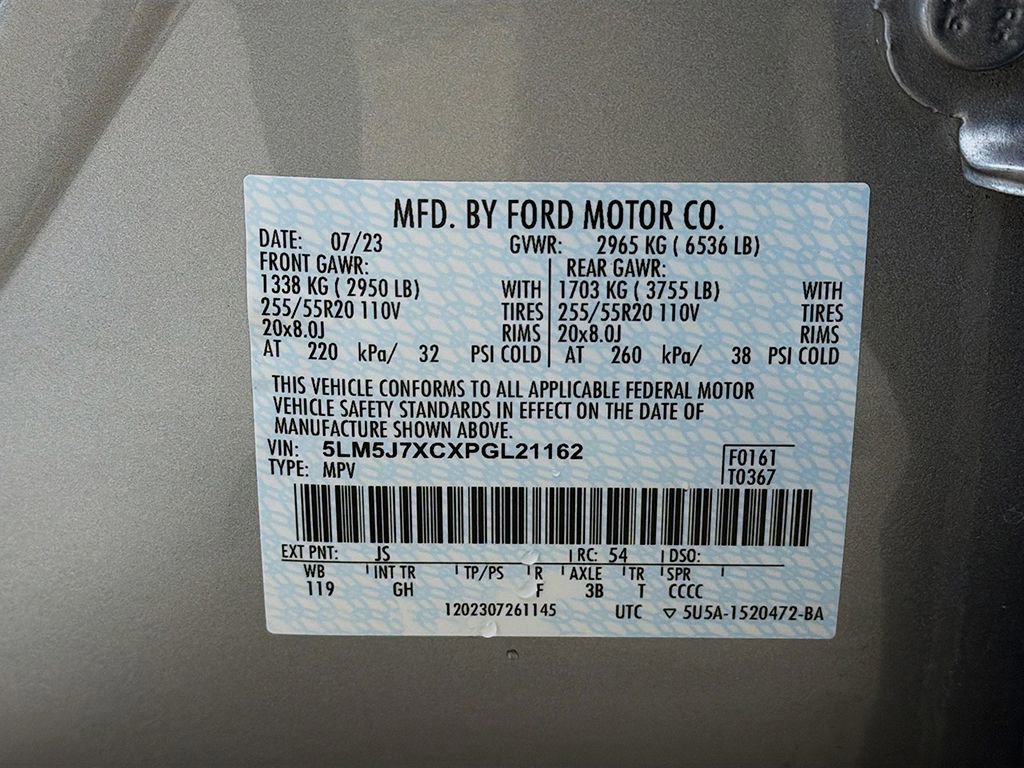 MFD. BY FORD MOTOR CO.
DATE: 07/23 GVWR: 2965 KG ( 6536 LB)
FRONT GAWR: REAR GAWR:
1338 KG ( 2950 LB) WITH 1703 KG ( 3755 LB) WITH
255/55R20 110V TIRES 255/55R20 110V TIRES
20x8.0J RIMS 20x8.0J RIMS
AT 220 kPa/ 32 PSI COLD AT 260 kPa/ 38 PSI COLD
THIS VEHICLE CONFORMS TO ALL APPLICABLE FEDERAL MOTOR
VEHICLE SAFETY STANDARDS IN EFFECT ON THE DATE OF
MANUFACTURE SHOWN ABOVE.
VIN: 5LM5J7XCXPGL21162 F0161
TYPE: MPV T0367
EXT PNT: JS RC: 54 DSO:
WB INT TR TP/PS R AXLE TR SPR
119 GH F 3B T CCCC
1202307261145 UTC ▽ 5U5A-1520472-BA